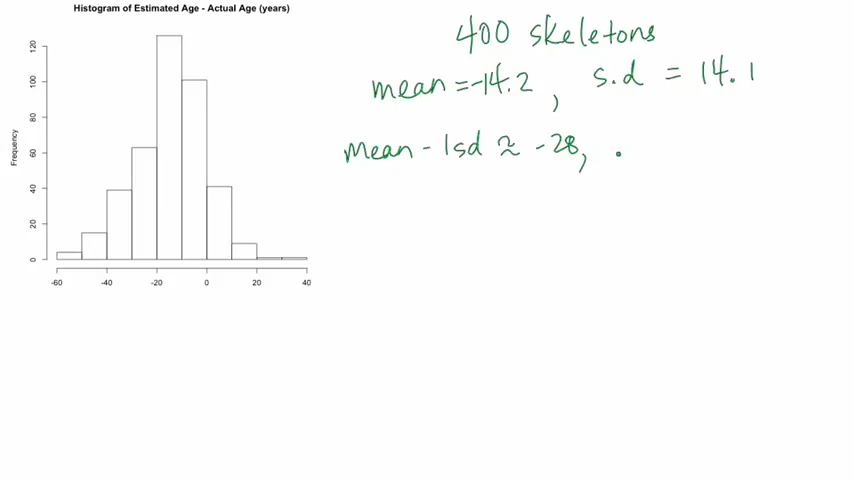 Histogram of Estimated Age - Actual Age (years)
400 skeletons
mean = -14.2, s.d = 14.1
mean - 1sd ≈ -28,
Frequency
120
100
80
60
40
20
0
-60 -40 -20 0 20 40